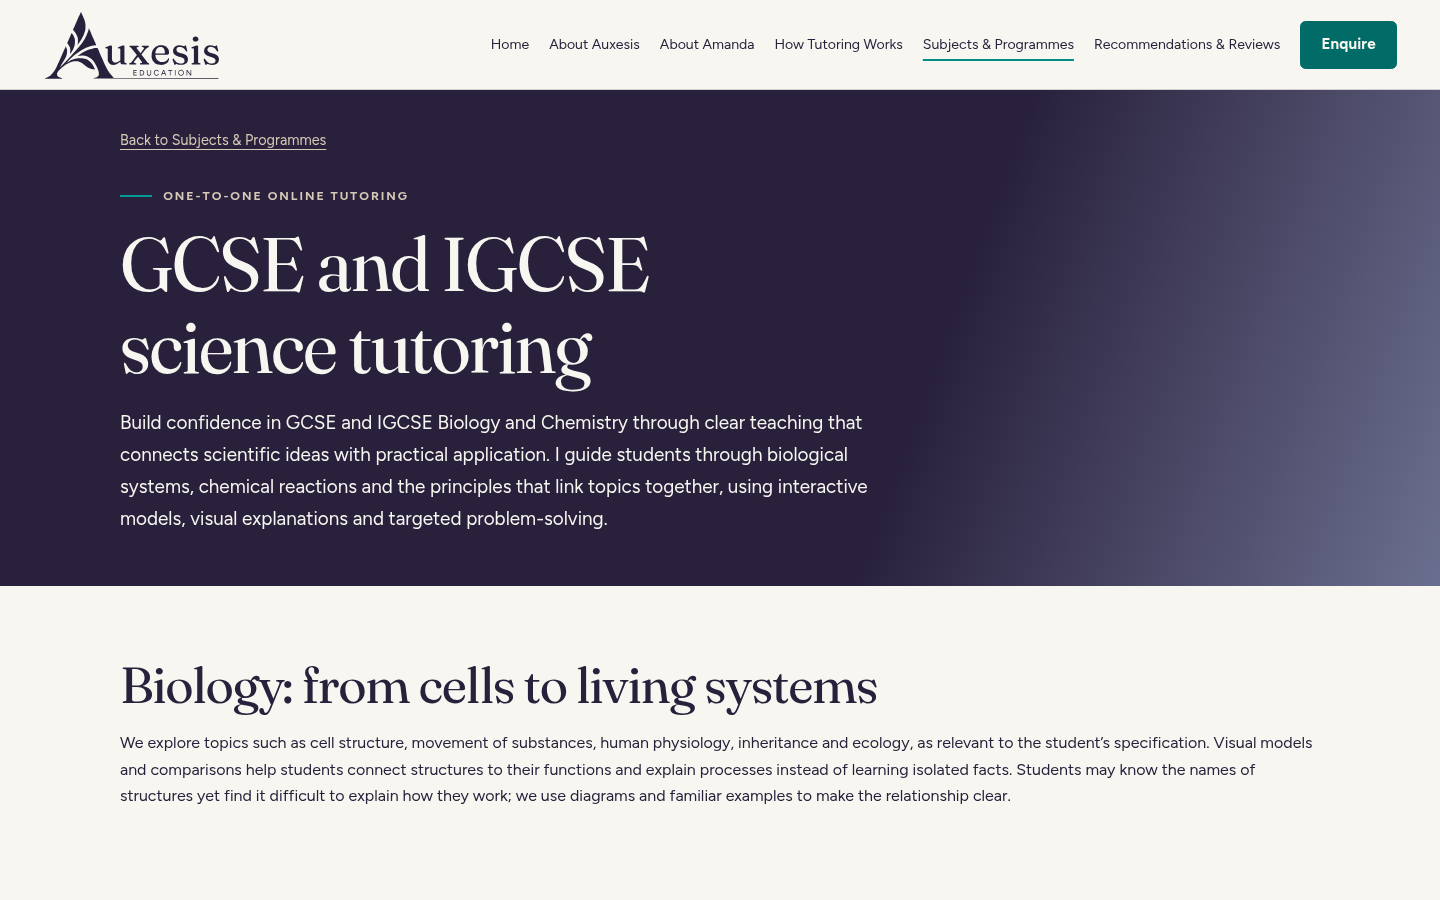 Auxesis
EDUCATION
Home
About Auxesis
About Amanda
How Tutoring Works
Subjects & Programmes
Recommendations & Reviews
Enquire
Back to Subjects & Programmes
ONE-TO-ONE ONLINE TUTORING
GCSE and IGCSE
science tutoring
Build confidence in GCSE and IGCSE Biology and Chemistry through clear teaching that
connects scientific ideas with practical application. I guide students through biological
systems, chemical reactions and the principles that link topics together, using interactive
models, visual explanations and targeted problem-solving.
Biology: from cells to living systems
We explore topics such as cell structure, movement of substances, human physiology, inheritance and ecology, as relevant to the student’s specification. Visual models
and comparisons help students connect structures to their functions and explain processes instead of learning isolated facts. Students may know the names of
structures yet find it difficult to explain how they work; we use diagrams and familiar examples to make the relationship clear.